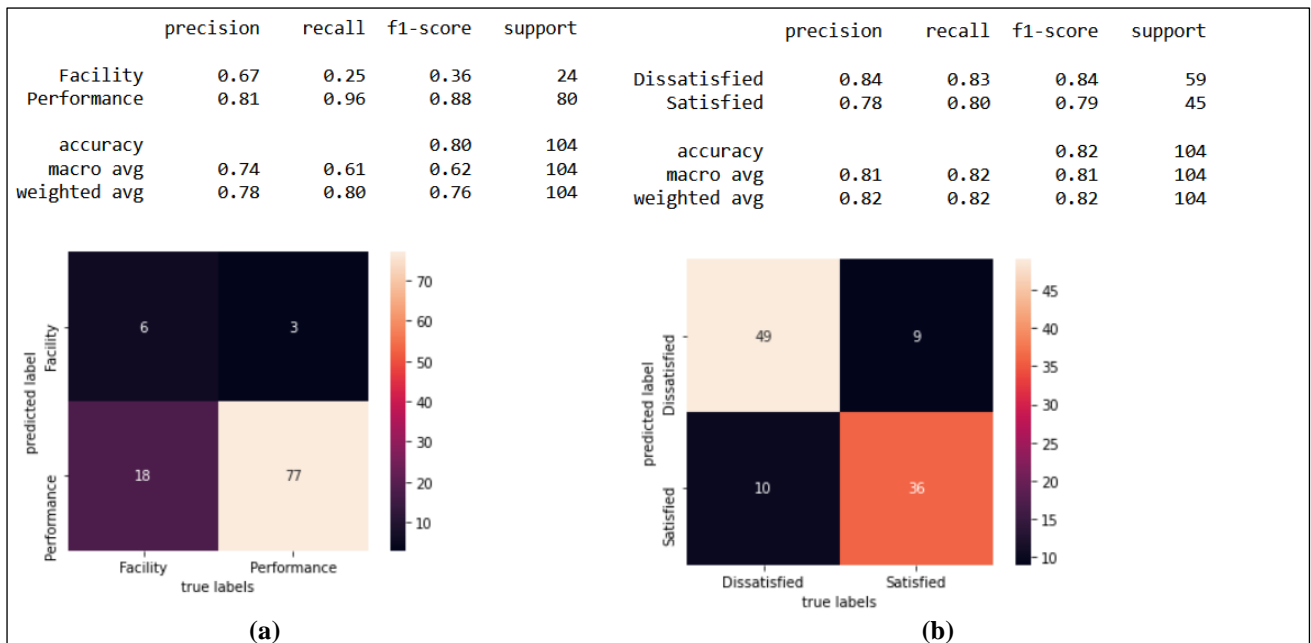 precision recall f1-score support
Facility 0.67 0.25 0.36 24
Performance 0.81 0.96 0.88 80
accuracy 0.80 104
macro avg 0.74 0.61 0.62 104
weighted avg 0.78 0.80 0.76 104
6 3
18 77
predicted label
Facility
Performance
Facility Performance
true labels
70
60
50
40
30
20
10
(a)
precision recall f1-score support
Dissatisfied 0.84 0.83 0.84 59
Satisfied 0.78 0.80 0.79 45
accuracy 0.82 104
macro avg 0.81 0.82 0.81 104
weighted avg 0.82 0.82 0.82 104
49 9
10 36
predicted label
Dissatisfied
Satisfied
Dissatisfied Satisfied
true labels
45
40
35
30
25
20
15
10
(b)